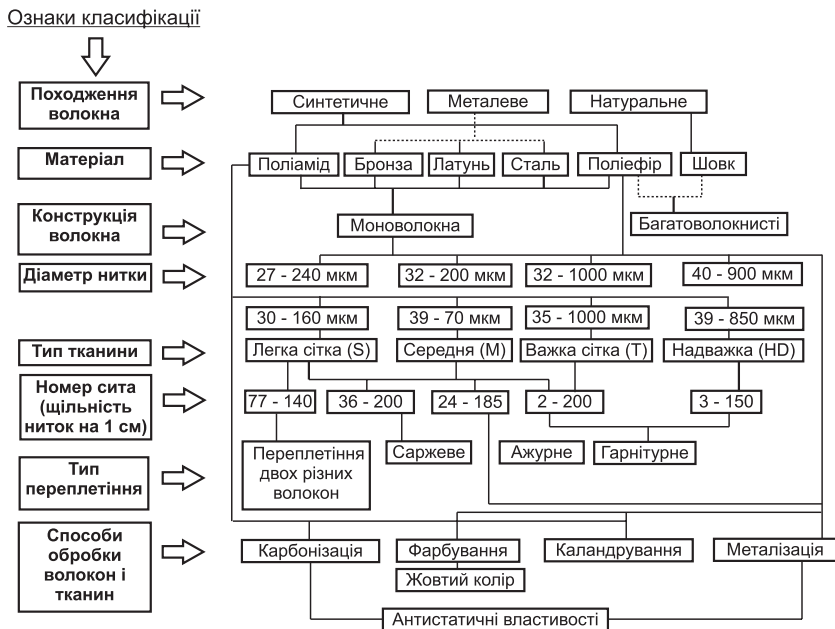 Ознаки класифікації
Походження
волокна
Синтетичне
Металеве
Натуральне
Матеріал
Поліамід
Бронза
Латунь
Сталь
Поліефір
Шовк
Конструкція
волокна
Моноволокна
Багатоволокнисті
Діаметр нитки
27 - 240 мкм
32 - 200 мкм
32 - 1000 мкм
40 - 900 мкм
30 - 160 мкм
39 - 70 мкм
35 - 1000 мкм
39 - 850 мкм
Тип тканини
Легка сітка (S)
Середня (M)
Важка сітка (T)
Надважка (HD)
Номер сита
(щільність
ниток на 1 см)
77 - 140
36 - 200
24 - 185
2 - 200
3 - 150
Тип
переплетіння
Переплетіння
двох різних
волокон
Саржеве
Ажурне
Гарнітурне
Способи
обробки
волокон і
тканин
Карбонізація
Фарбування
Каландрування
Металізація
Жовтий колір
Антистатичні властивості